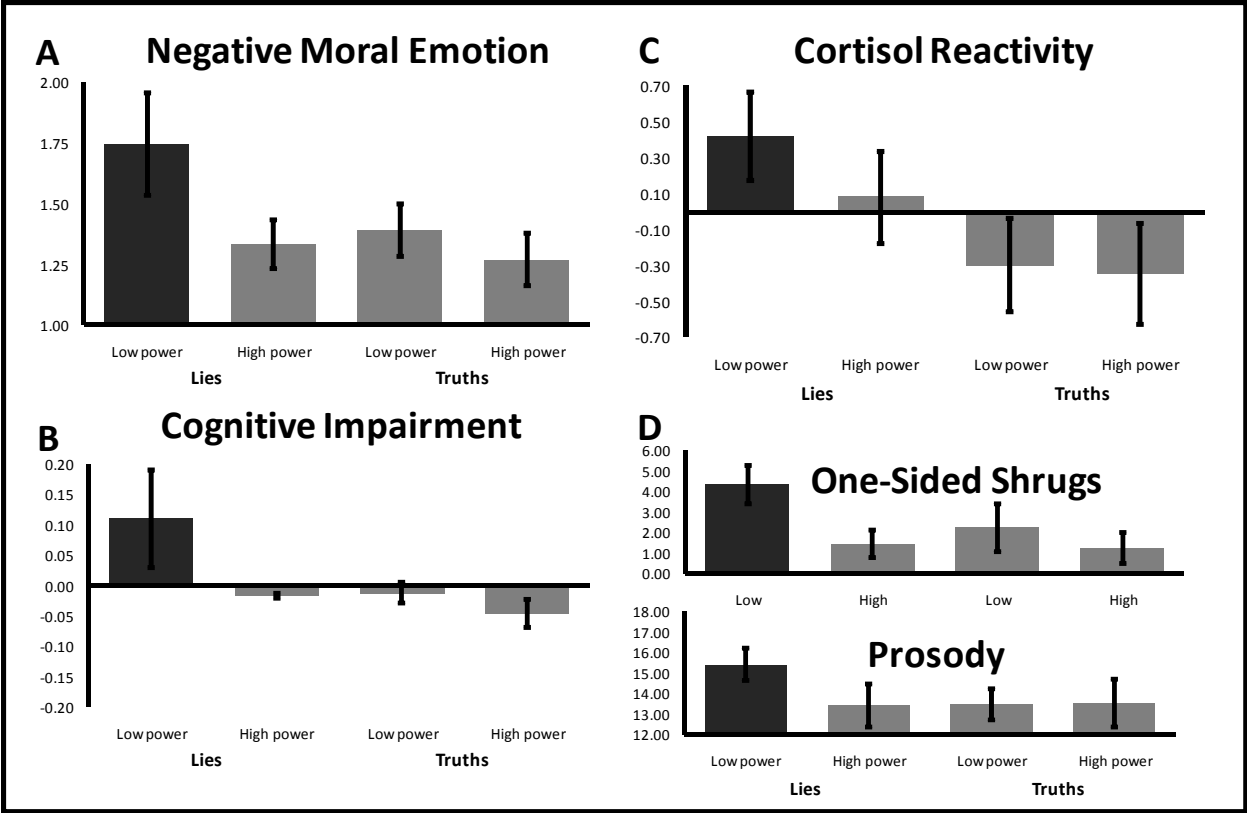 A
Negative Moral Emotion
2.00
1.75
1.50
1.25
1.00
Low power High power Low power High power
Lies Truths
B
Cognitive Impairment
0.20
0.15
0.10
0.05
0.00
-0.05
-0.10
-0.15
-0.20
Low power High power Low power High power
Lies Truths
C
Cortisol Reactivity
0.70
0.50
0.30
0.10
-0.10
-0.30
-0.50
-0.70
Low power High power Low power High power
Lies Truths
D
One-Sided Shrugs
6.00
5.00
4.00
3.00
2.00
1.00
0.00
Low High Low High
Prosody
18.00
17.00
16.00
15.00
14.00
13.00
12.00
Low power High power Low power High power
Lies Truths